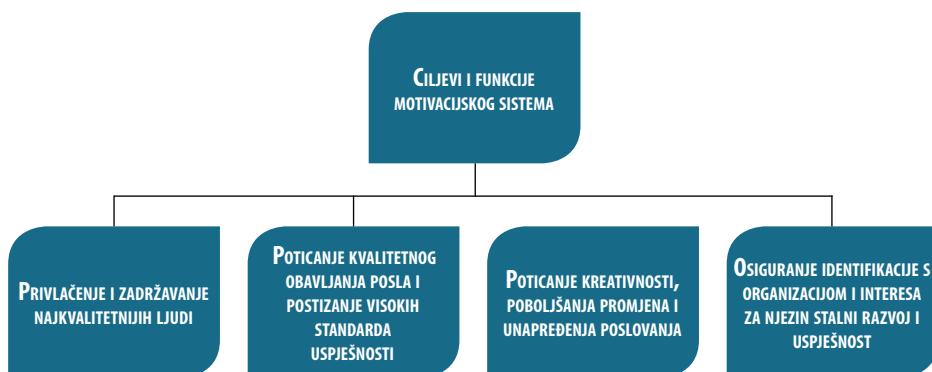 Ciljevi i funkcije
motivacijskog sistema
Privlačenje i zadržavanje
najkvalitetnijih ljudi
Poticanje kvalitetnog
obavljanja posla i
postizanje visokih
standarda
uspješnosti
Poticanje kreativnosti,
poboljšanja promjena i
unapređenja poslovanja
Osiguranje identifikacije s
organizacijom i interesa
za njezin stalni razvoj i
uspješnost